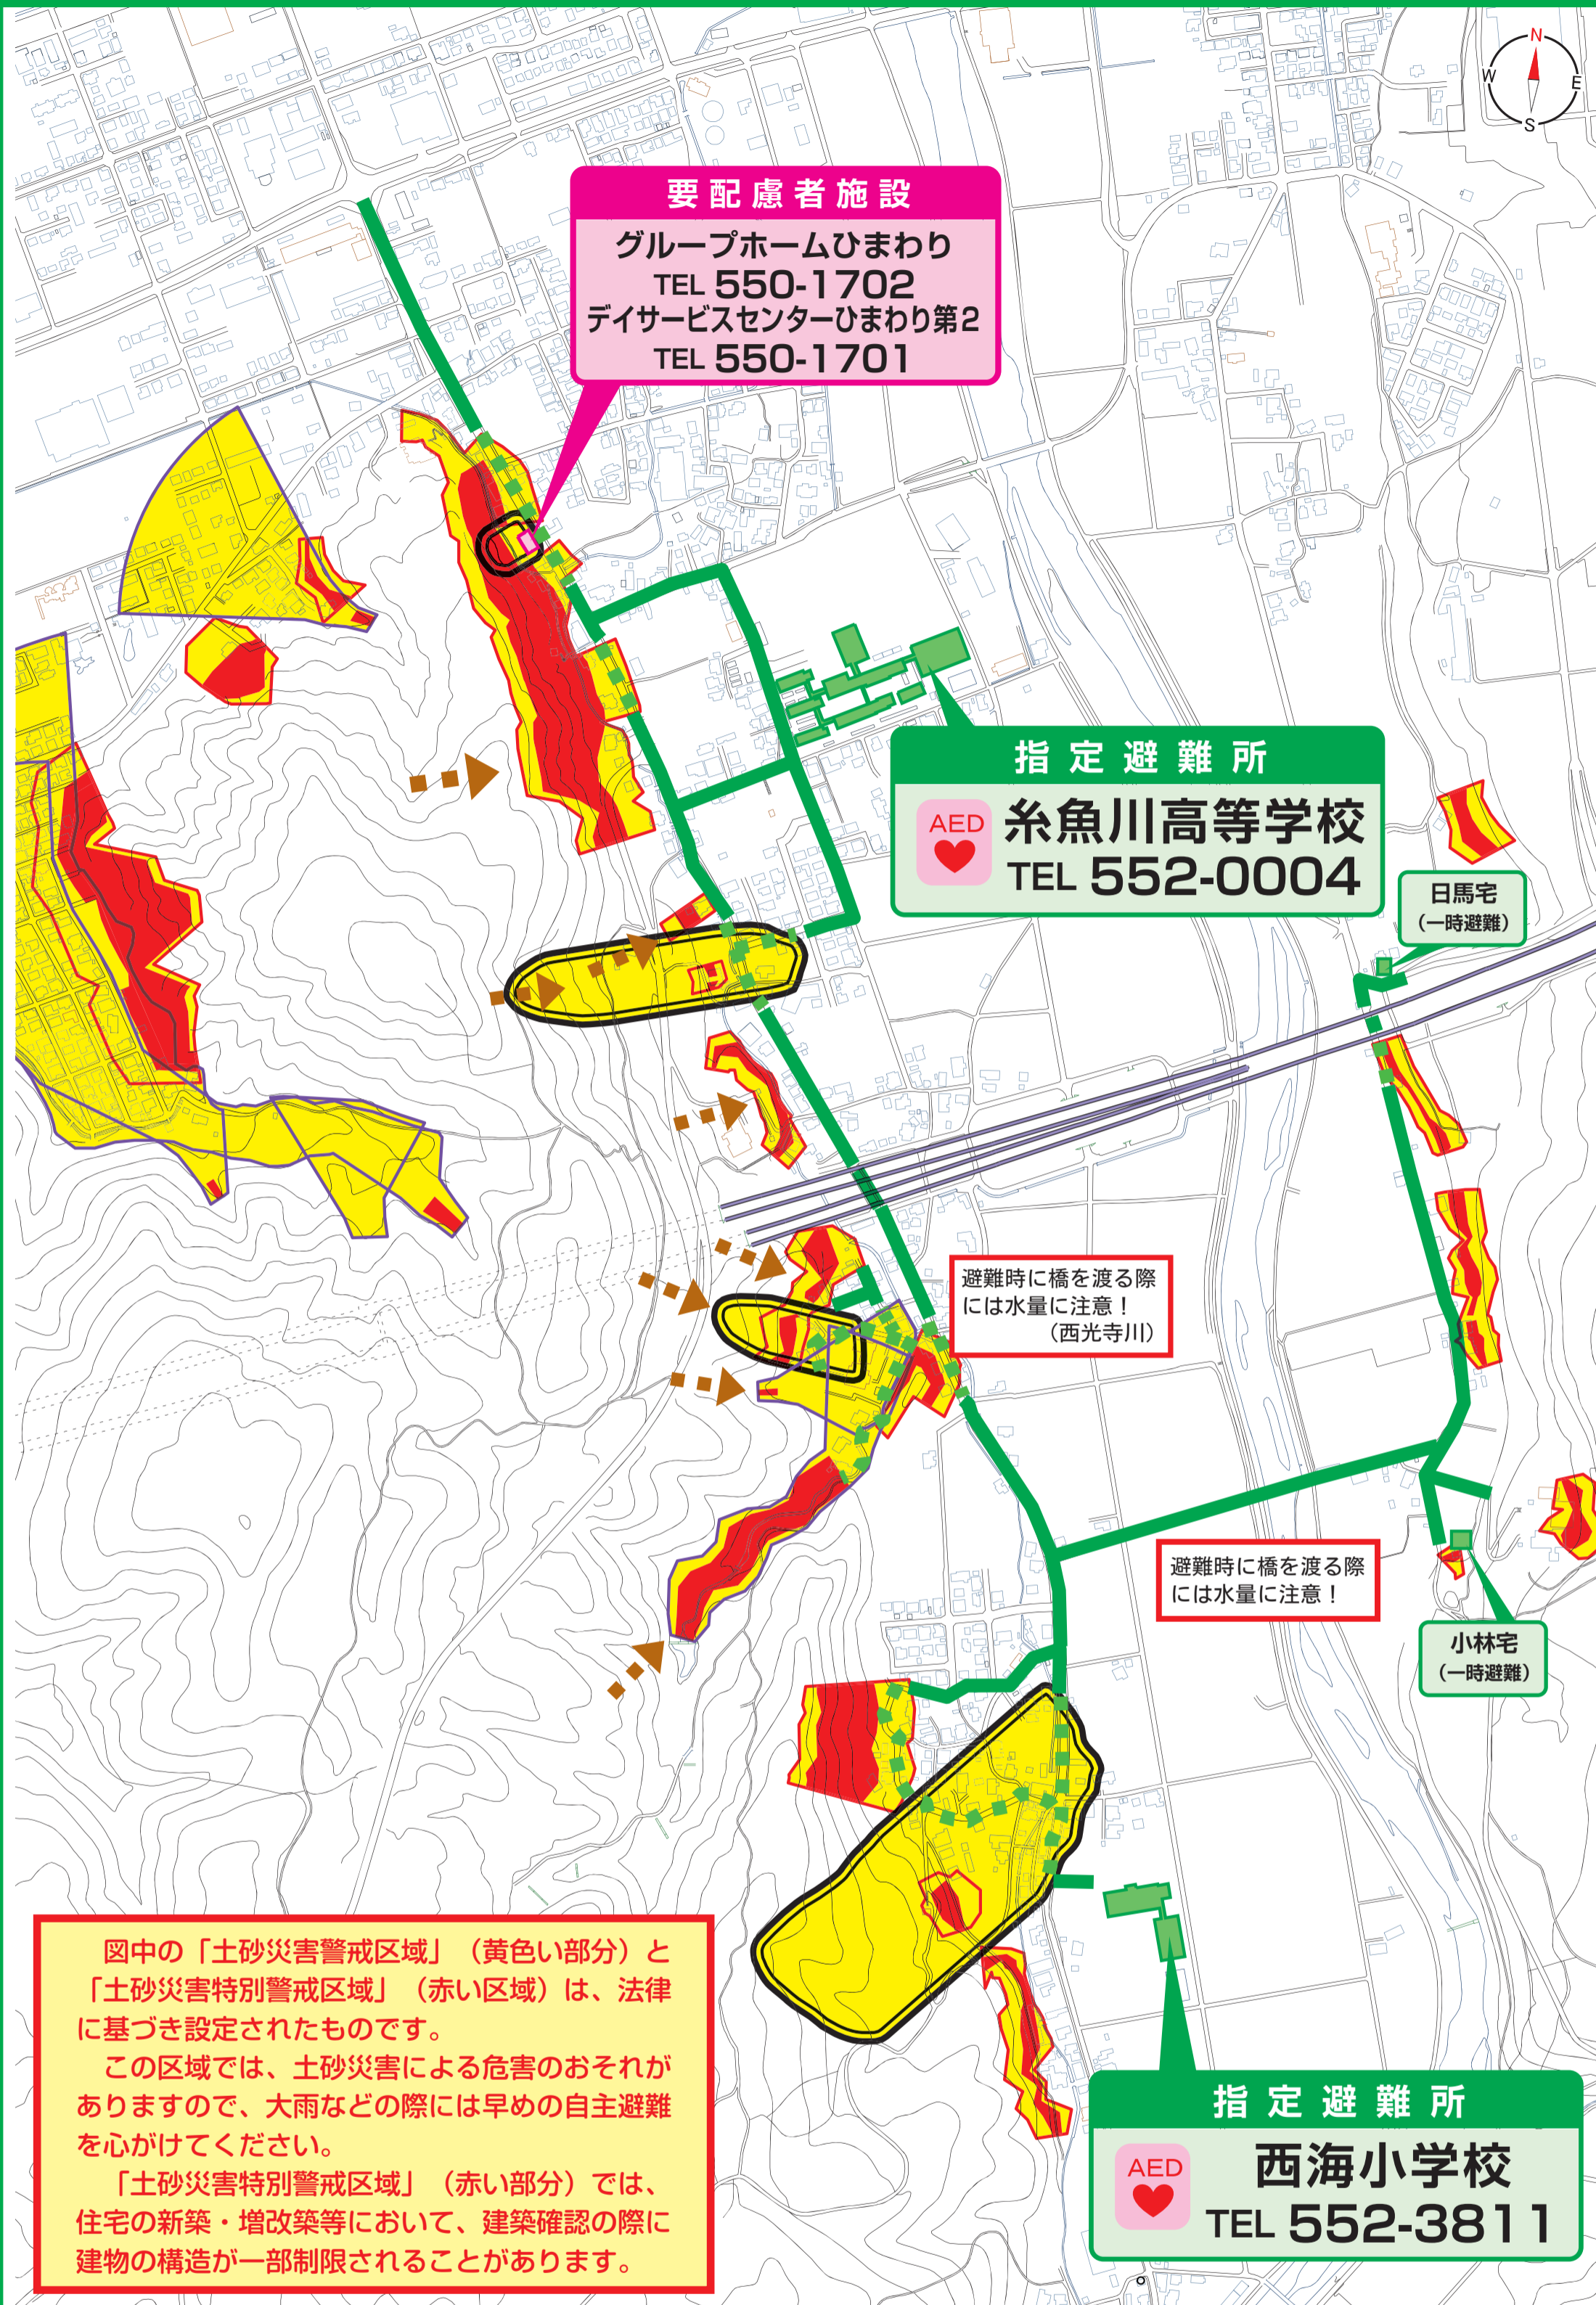 N
W
E
S
要配慮者施設
グループホームひまわり
TEL 550-1702
デイサービスセンターひまわり第2
TEL 550-1701
指定避難所
AED
糸魚川高等学校
TEL 552-0004
日馬宅
(一時避難)
避難時に橋を渡る際
には水量に注意！
(西光寺川)
避難時に橋を渡る際
には水量に注意！
小林宅
(一時避難)
図中の「土砂災害警戒区域」（黄色い部分）と
「土砂災害特別警戒区域」（赤い区域）は、法律
に基づき設定されたものです。
この区域では、土砂災害による危害のおそれが
ありますので、大雨などの際には早めの自主避難
を心がけてください。
「土砂災害特別警戒区域」（赤い部分）では、
住宅の新築・増改築等において、建築確認の際に
建物の構造が一部制限されることがあります。
指定避難所
AED
西海小学校
TEL 552-3811